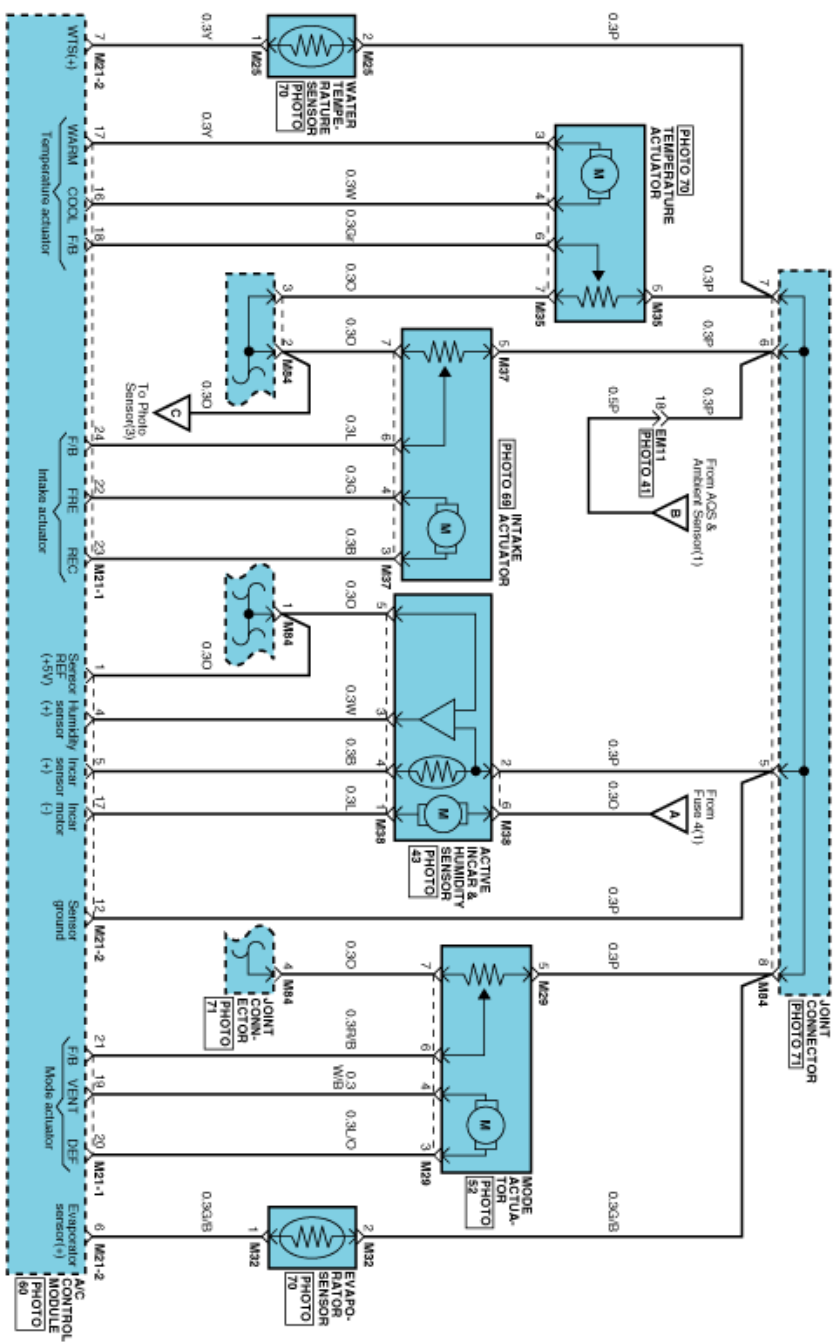 JOINT
CONNECTOR
PHOTO 71
7
6
5
8
M84
0.3P
0.3P
0.3P
0.3P
0.3P
0.3P
0.3P
0.3G/B
18
EM11
PHOTO 41
0.5P
From AQS &
Ambient Sensor(1)
B
From
Fuse 4(1)
A
0.3O
PHOTO 70
TEMPERATURE
ACTUATOR
M
5
M35
3
4
6
7
M35
PHOTO 69
INTAKE
ACTUATOR
M
5
M37
7
6
4
3
M37
ACTIVE
INCAR &
HUMIDITY
SENSOR
PHOTO
43
M
2
6
M38
5
3
4
1
M38
MODE
ACTUA-
TOR
PHOTO
52
M
5
M29
7
6
4
3
M29
WATER
TEMPE-
RATURE
SENSOR
PHOTO
70
2
M25
1
M25
EVAPO-
RATOR
SENSOR
PHOTO
70
2
M32
1
M32
0.3O
0.3O
3
2
M84
0.3O
C
To Photo
Sensor(3)
0.3O
1
M84
0.3O
0.3O
4
M84
JOINT
CONN-
ECTOR
PHOTO
71
0.3Y
0.3Y
0.3W
0.3Gr
0.3L
0.3G
0.3B
0.3W
0.3B
0.3L
0.3R/B
0.3
W/B
0.3L/O
0.3G/B
7
M21-2
17
16
18
24
22
23
M21-1
1
4
5
17
12
M21-2
21
19
20
M21-1
6
M21-2
WTS(+)
WARM
COOL
F/B
Temperature actuator
F/B
FRE
REC
Intake actuator
Sensor
REF
(+5V)
Humidity
sensor
(+)
Incar
sensor
(+)
Incar
motor
(-)
Sensor
ground
F/B
VENT
DEF
Mode actuator
Evaporator
sensor(+)
A/C
CONTROL
MODULE
PHOTO
60